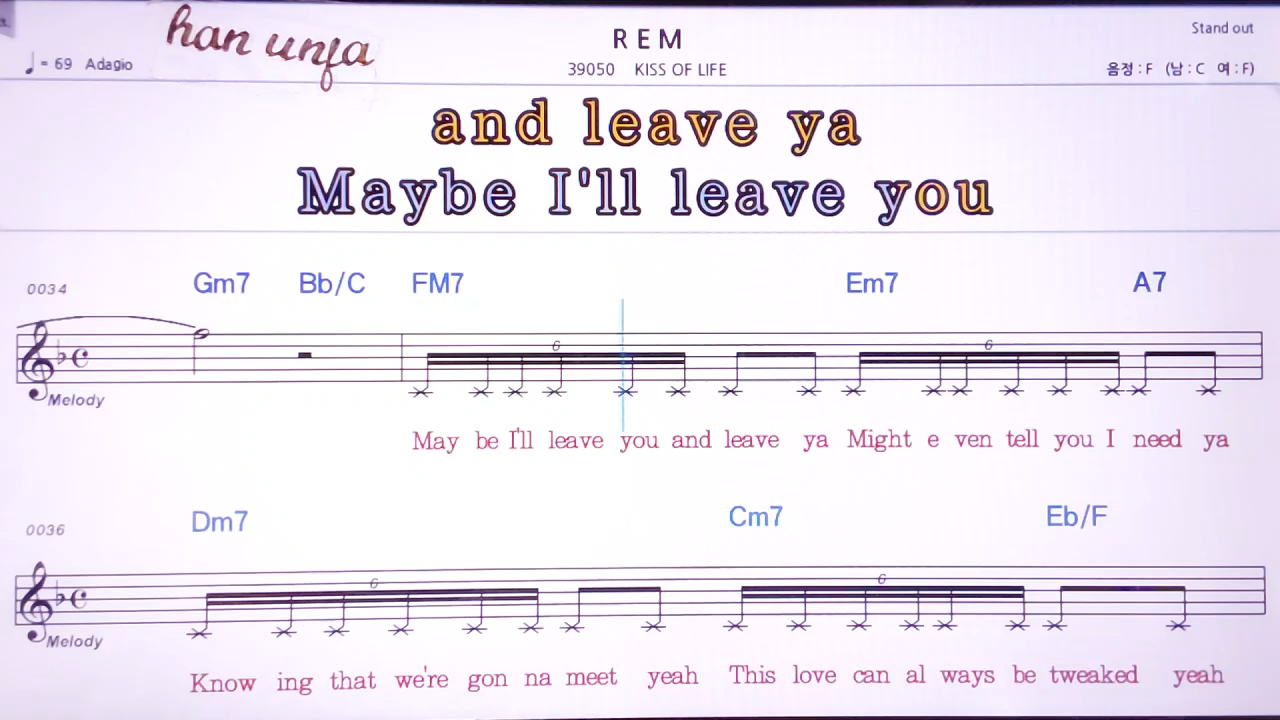 han unfa
REM
Stand out
♩ = 69 Adagio
39050 KISS OF LIFE
음정 : F (남 : C 여 : F)
and leave ya
Maybe I'll leave you
0034 Gm7 Bb/C FM7 Em7 A7
6 6
Melody
May be I'll leave you and leave ya Might e ven tell you I need ya
0036 Dm7 Cm7 Eb/F
6 6
Melody
Know ing that we're gon na meet yeah This love can al ways be tweaked yeah